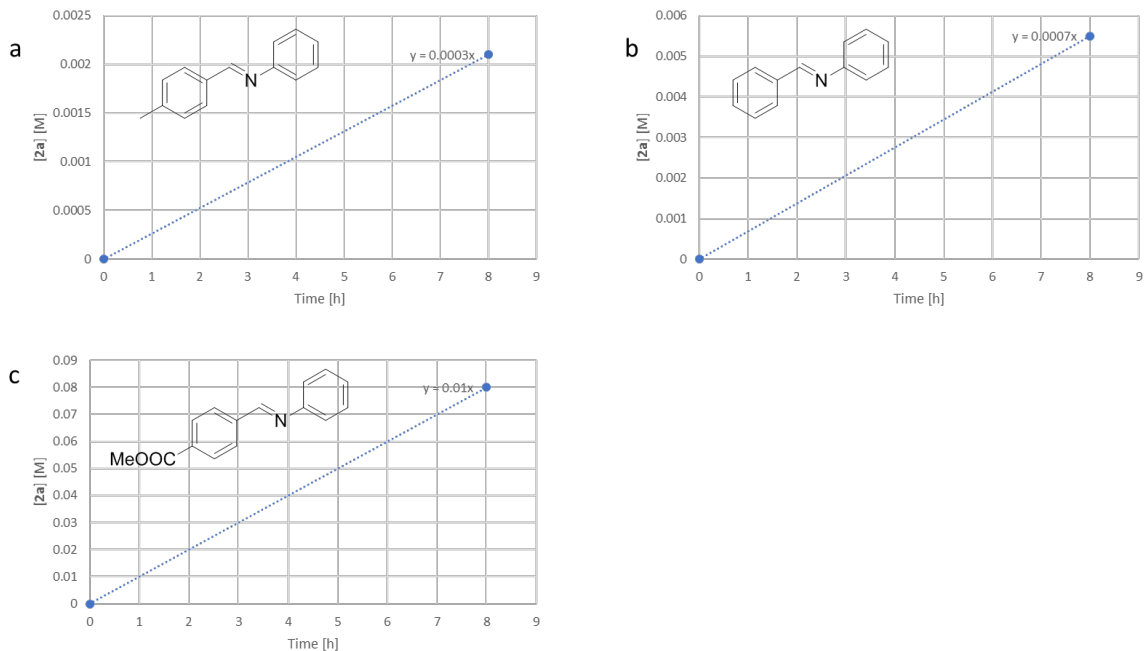 a
0.0025
0.002
0.0015
0.001
0.0005
0
[2a] [M]
y = 0.0003x
N
0 1 2 3 4 5 6 7 8 9
Time [h]
b
0.006
0.005
0.004
0.003
0.002
0.001
0
[2a] [M]
y = 0.0007x
N
0 1 2 3 4 5 6 7 8 9
Time [h]
c
0.09
0.08
0.07
0.06
0.05
0.04
0.03
0.02
0.01
0
[2a] [M]
y = 0.01x
N
MeOOC
0 1 2 3 4 5 6 7 8 9
Time [h]